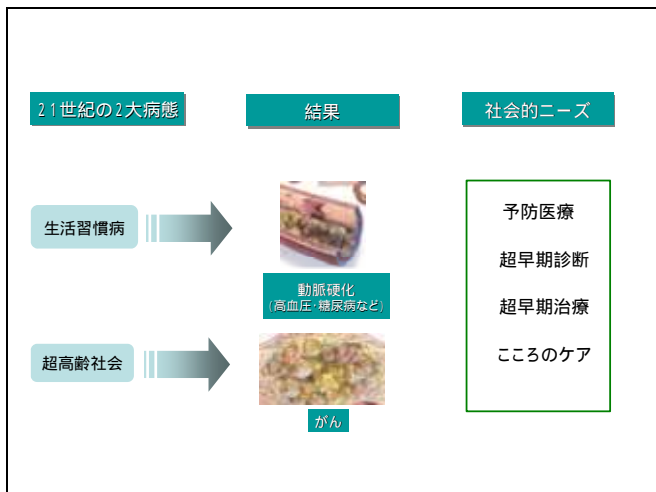 21世紀の2大病態
結果
社会的ニーズ
生活習慣病
動脈硬化
(高血圧・糖尿病など)
超高齢社会
がん
予防医療
超早期診断
超早期治療
こころのケア